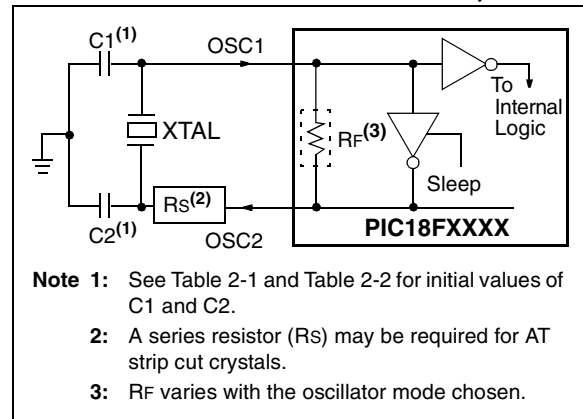 C1(1)
OSC1
To
Internal
Logic
XTAL
RF(3)
Sleep
RS(2)
C2(1)
OSC2
PIC18FXXXX
Note 1: See Table 2-1 and Table 2-2 for initial values of
C1 and C2.
2: A series resistor (RS) may be required for AT
strip cut crystals.
3: RF varies with the oscillator mode chosen.